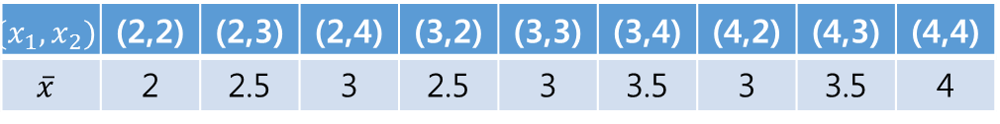 (x₁, x₂) (2,2) (2,3) (2,4) (3,2) (3,3) (3,4) (4,2) (4,3) (4,4)
x̄ 2 2.5 3 2.5 3 3.5 3 3.5 4